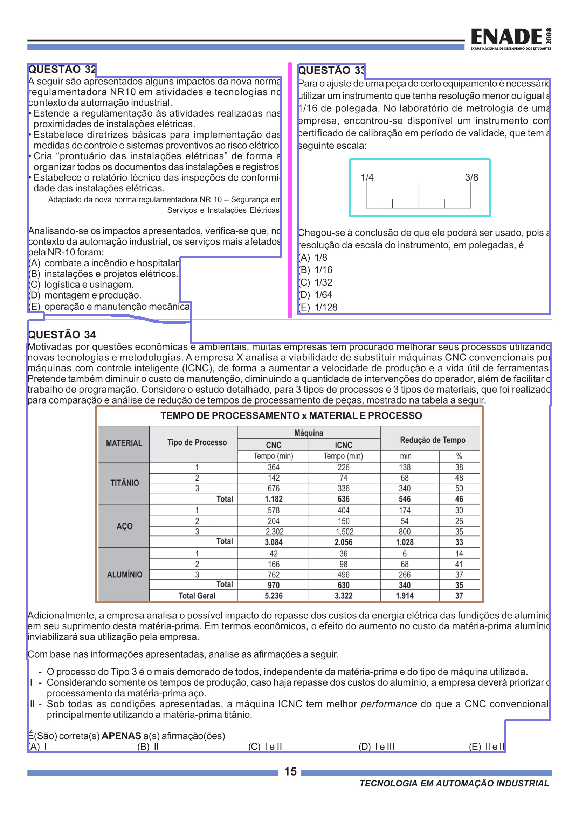 ENADE 2008
EXAME NACIONAL DE DESEMPENHO DOS ESTUDANTES
QUESTÃO 32
A seguir são apresentados alguns impactos da nova norma
regulamentadora NR10 em atividades e tecnologias no
contexto da automação industrial.
• Estende a regulamentação às atividades realizadas nas
proximidades de instalações elétricas.
• Estabelece diretrizes básicas para implementação das
medidas de controle e sistemas preventivos ao risco elétrico.
• Cria “prontuário das instalações elétricas” de forma a
organizar todos os documentos das instalações e registros.
• Estabelece o relatório técnico das inspeções de conformi-
dade das instalações elétricas.
Adaptado da nova norma regulamentadora NR 10 – Segurança em
Serviços e Instalações Elétricas
Analisando-se os impactos apresentados, verifica-se que, no
contexto da automação industrial, os serviços mais afetados
pela NR-10 foram:
(A) combate a incêndio e hospitalar.
(B) instalações e projetos elétricos.
(C) logística e usinagem.
(D) montagem e produção.
(E) operação e manutenção mecânica.
QUESTÃO 33
Para o ajuste de uma peça de certo equipamento é necessário
utilizar um instrumento que tenha resolução menor ou igual a
1/16 de polegada. No laboratório de metrologia de uma
empresa, encontrou-se disponível um instrumento com
certificado de calibração em período de validade, que tem a
seguinte escala:
1/4 3/8
Chegou-se à conclusão de que ele poderá ser usado, pois a
resolução da escala do instrumento, em polegadas, é
(A) 1/8
(B) 1/16
(C) 1/32
(D) 1/64
(E) 1/128
QUESTÃO 34
Motivadas por questões econômicas e ambientais, muitas empresas tem procurado melhorar seus processos utilizando
novas tecnologias e metodologias. A empresa X analisa a viabilidade de substituir máquinas CNC convencionais por
máquinas com controle inteligente (ICNC), de forma a aumentar a velocidade de produção e a vida útil de ferramentas.
Pretende também diminuir o custo de manutenção, diminuindo a quantidade de intervenções do operador, além de facilitar o
trabalho de programação. Considere o estudo detalhado, para 3 tipos de processos e 3 tipos de materiais, que foi realizado
para comparação e análise de redução de tempos de processamento de peças, mostrado na tabela a seguir.
TEMPO DE PROCESSAMENTO x MATERIAL E PROCESSO
MATERIAL Tipo de Processo Máquina Redução de Tempo
CNC ICNC
Tempo (min) Tempo (min) min %
TITÂNIO
1 364 226 138 38
2 142 74 68 48
3 676 336 340 50
Total 1.182 636 546 46
AÇO
1 578 404 174 30
2 204 150 54 26
3 2.302 1.502 800 35
Total 3.084 2.056 1.028 33
ALUMÍNIO
1 42 36 6 14
2 166 98 68 41
3 762 496 266 37
Total 970 630 340 35
Total Geral 5.236 3.322 1.914 37
Adicionalmente, a empresa analisa o possível impacto do repasse dos custos da energia elétrica das fundições de alumínio
em seu suprimento desta matéria-prima. Em termos econômicos, o efeito do aumento no custo da matéria-prima alumínio
inviabilizará sua utilização pela empresa.
Com base nas informações apresentadas, analise as afirmações a seguir.
I - O processo do Tipo 3 é o mais demorado de todos, independente da matéria-prima e do tipo de máquina utilizada.
II - Considerando somente os tempos de produção, caso haja repasse dos custos do alumínio, a empresa deverá priorizar o
processamento da matéria-prima aço.
III - Sob todas as condições apresentadas, a máquina ICNC tem melhor performance do que a CNC convencional,
principalmente utilizando a matéria-prima titânio.
É(São) correta(s) APENAS a(s) afirmação(ões)
(A) I (B) II (C) I e II (D) I e III (E) II e III
15
TECNOLOGIA EM AUTOMAÇÃO INDUSTRIAL